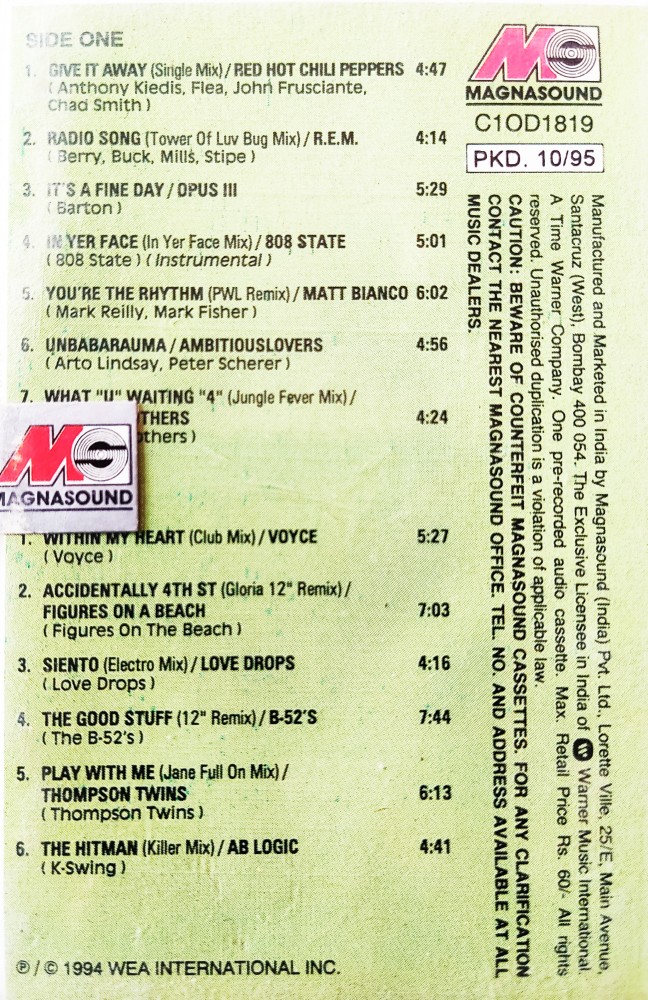 SIDE ONE
1. GIVE IT AWAY (Single Mix) / RED HOT CHILI PEPPERS 4:47
( Anthony Kiedis, Flea, John Frusciante,
Chad Smith )
2. RADIO SONG (Tower Of Luv Bug Mix) / R.E.M. 4:14
( Berry, Buck, Mills, Stipe )
3. IT'S A FINE DAY / OPUS III 5:29
( Barton )
4. IN YER FACE (In Yer Face Mix) / 808 STATE 5:01
( 808 State ) ( Instrumental )
5. YOU'RE THE RHYTHM (PWL Remix) / MATT BIANCO 6:02
( Mark Reilly, Mark Fisher )
6. UNBABARAUMA / AMBITIOUSLOVERS 4:56
( Arto Lindsay, Peter Scherer )
7. WHAT "U" WAITING "4" (Jungle Fever Mix) /
THERS 4:24
others )
MAGNASOUND
1. WITHIN MY HEART (Club Mix) / VOYCE 5:27
( Voyce )
2. ACCIDENTALLY 4TH ST (Gloria 12" Remix) /
FIGURES ON A BEACH 7:03
( Figures On The Beach )
3. SIENTO (Electro Mix) / LOVE DROPS 4:16
( Love Drops )
4. THE GOOD STUFF (12" Remix) / B-52'S 7:44
( The B-52's )
5. PLAY WITH ME (Jane Full On Mix) /
THOMPSON TWINS 6:13
( Thompson Twins )
6. THE HITMAN (Killer Mix) / AB LOGIC 4:41
( K-Swing )
℗ / © 1994 WEA INTERNATIONAL INC.
MAGNASOUND
C1OD1819
PKD. 10/95
Manufactured and Marketed in India by Magnasound (India) Pvt. Ltd., Lorette Ville, 25/E, Main Avenue,
Santacruz (West), Bombay 400 054. The Exclusive Licensee in India of Warner Music International.
A Time Warner Company. One pre-recorded audio cassette. Max. Retail Price Rs. 60/- All rights
reserved. Unauthorised duplication is a violation of applicable law.
CAUTION: BEWARE OF COUNTERFEIT MAGNASOUND CASSETTES. FOR ANY CLARIFICATION
CONTACT THE NEAREST MAGNASOUND OFFICE. TEL. NO. AND ADDRESS AVAILABLE AT ALL
MUSIC DEALERS.